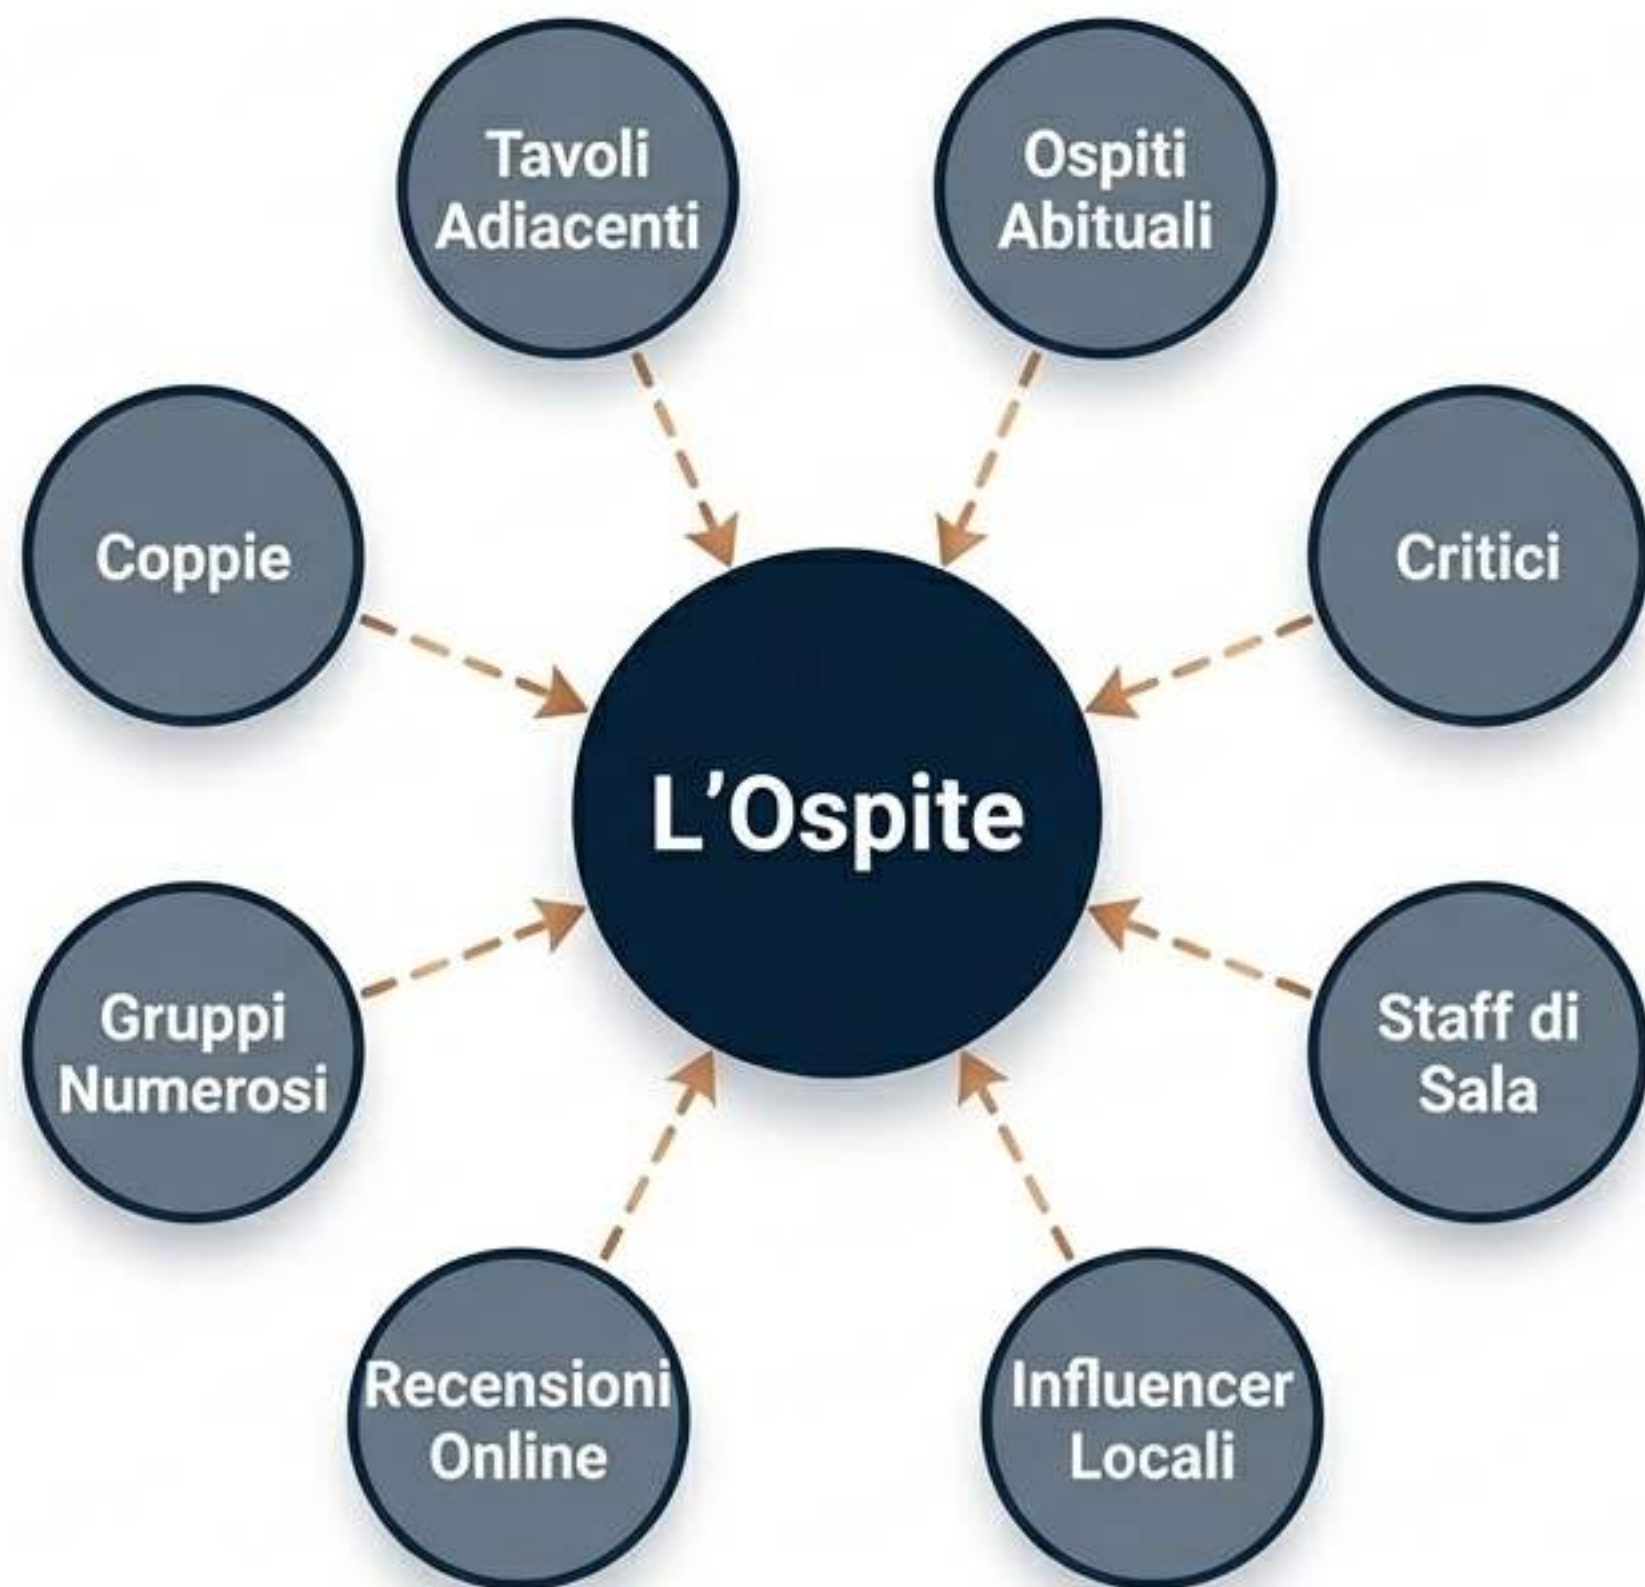 Tavoli
Adiacenti
Ospiti
Abituali
Coppie
Critici
L’Ospite
Gruppi
Numerosi
Staff di
Sala
Recensioni
Online
Influencer
Locali